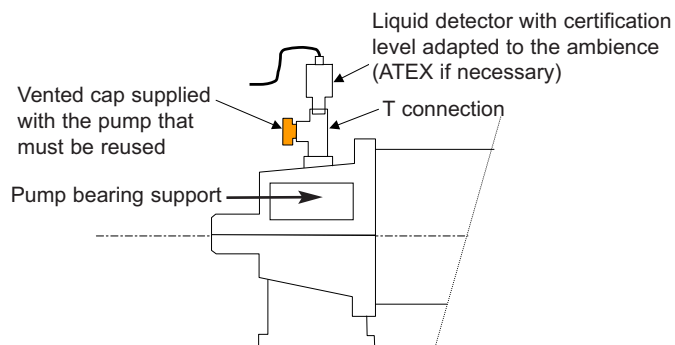 Liquid detector with certification
level adapted to the ambience
(ATEX if necessary)
Vented cap supplied
with the pump that
must be reused
T connection
Pump bearing support